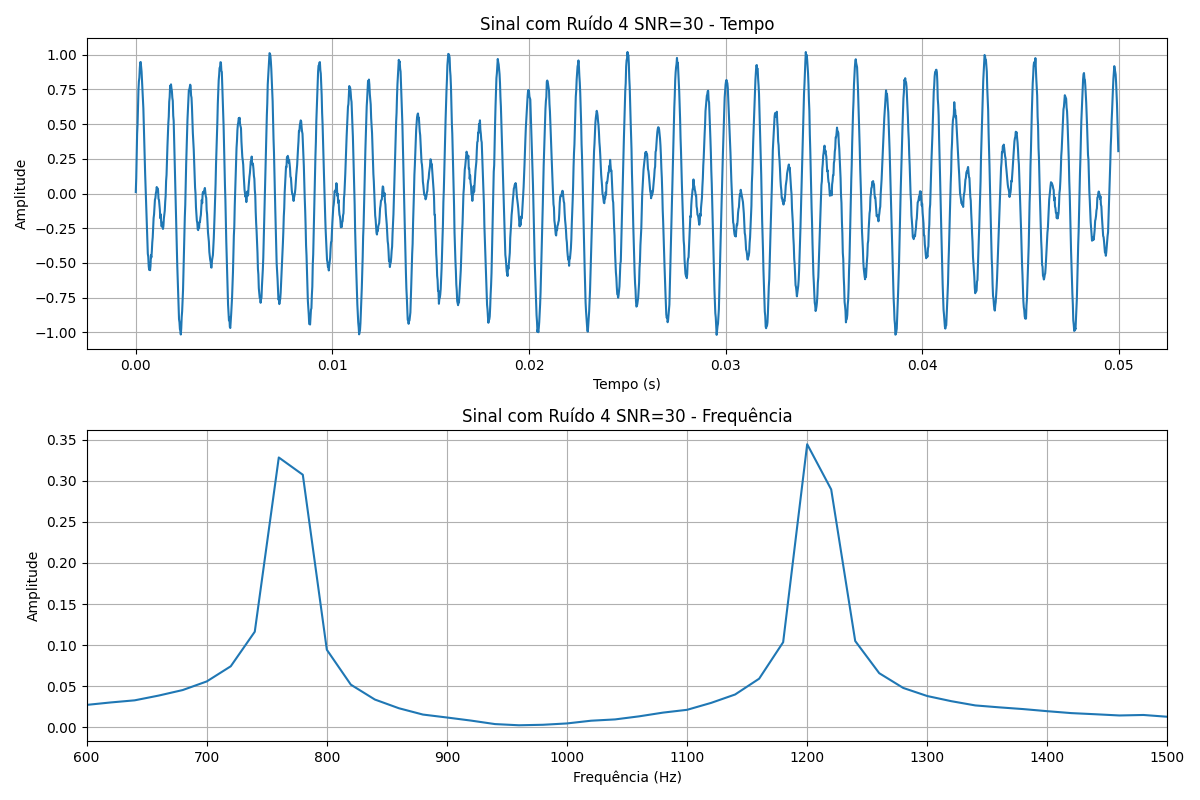 Sinal com Ruído 4 SNR=30 - Tempo
1.00
0.75
0.50
0.25
0.00
−0.25
−0.50
−0.75
−1.00
Amplitude
0.00 0.01 0.02 0.03 0.04 0.05
Tempo (s)
Sinal com Ruído 4 SNR=30 - Frequência
0.35
0.30
0.25
0.20
0.15
0.10
0.05
0.00
Amplitude
600 700 800 900 1000 1100 1200 1300 1400 1500
Frequência (Hz)